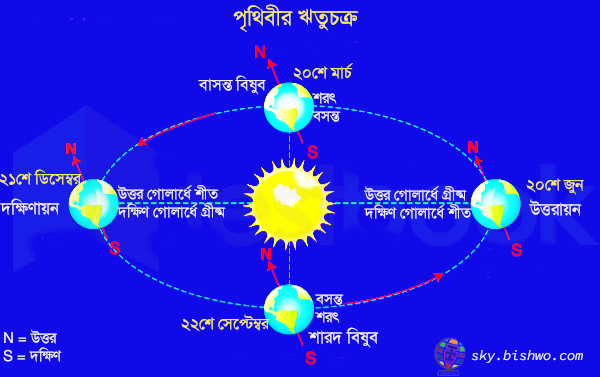 পৃথিবীর ঋতুচক্র
N
বাসন্ত বিষুব
২০শে মার্চ
শরৎ
বসন্ত
S
N
২১শে ডিসেম্বর
দক্ষিণায়ন
উত্তর গোলার্ধে শীত
দক্ষিণ গোলার্ধে গ্রীষ্ম
S
উত্তর গোলার্ধে গ্রীষ্ম
দক্ষিণ গোলার্ধে শীত
N
২০শে জুন
উত্তরায়ন
S
N
২২শে সেপ্টেম্বর
বসন্ত
শরৎ
শারদ বিষুব
S
N = উত্তর
S = দক্ষিণ
sky.bishwo.com